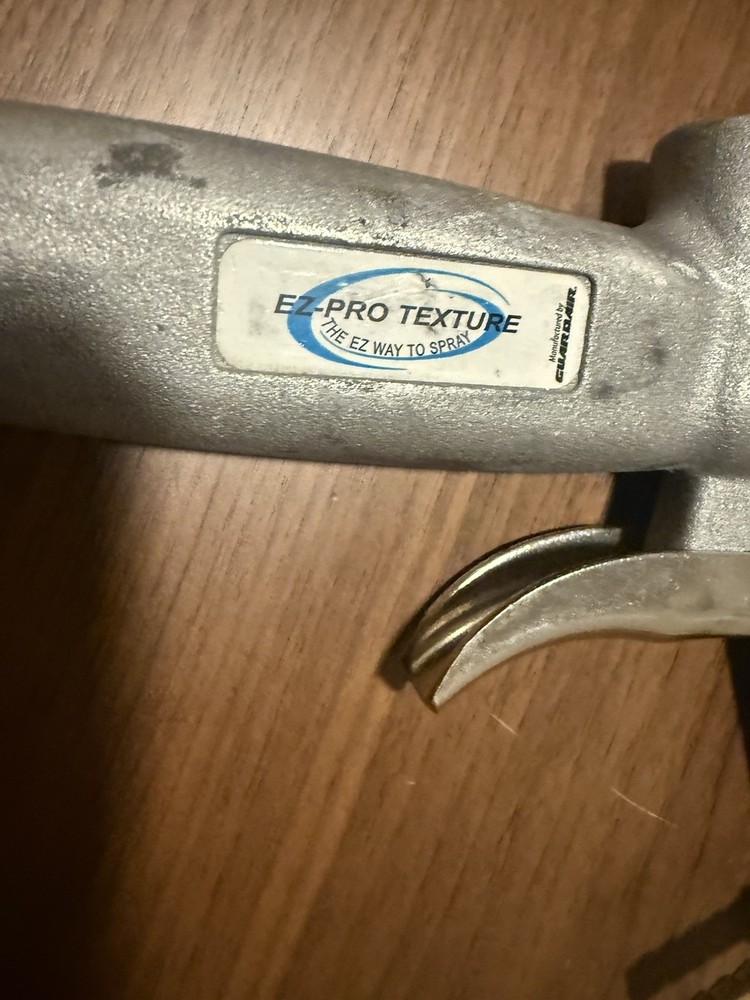 EZ-PRO TEXTURE
THE EZ WAY TO SPRAY
Manufactured by
GUARDAIR.